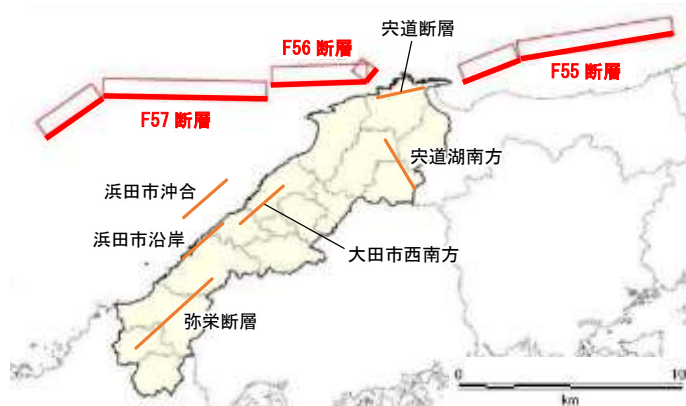 宍道断層
F56 断層
F55 断層
F57 断層
宍道湖南方
浜田市沖合
浜田市沿岸
大田市西南方
弥栄断層
0
10
km